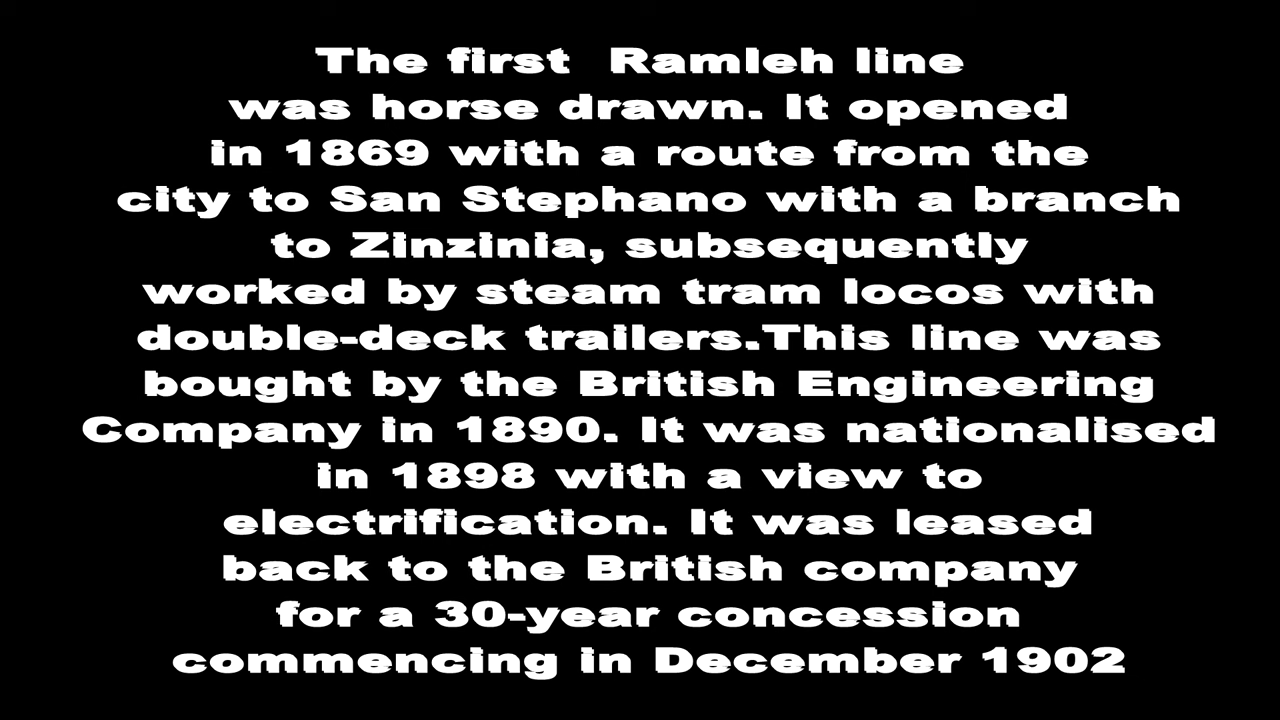 The first  Ramleh line
was horse drawn. It opened
in 1869 with a route from the
city to San Stephano with a branch
to Zinzinia, subsequently
worked by steam tram locos with
double-deck trailers.This line was
bought by the British Engineering
Company in 1890. It was nationalised
in 1898 with a view to
electrification. It was leased
back to the British company
for a 30-year concession
commencing in December 1902